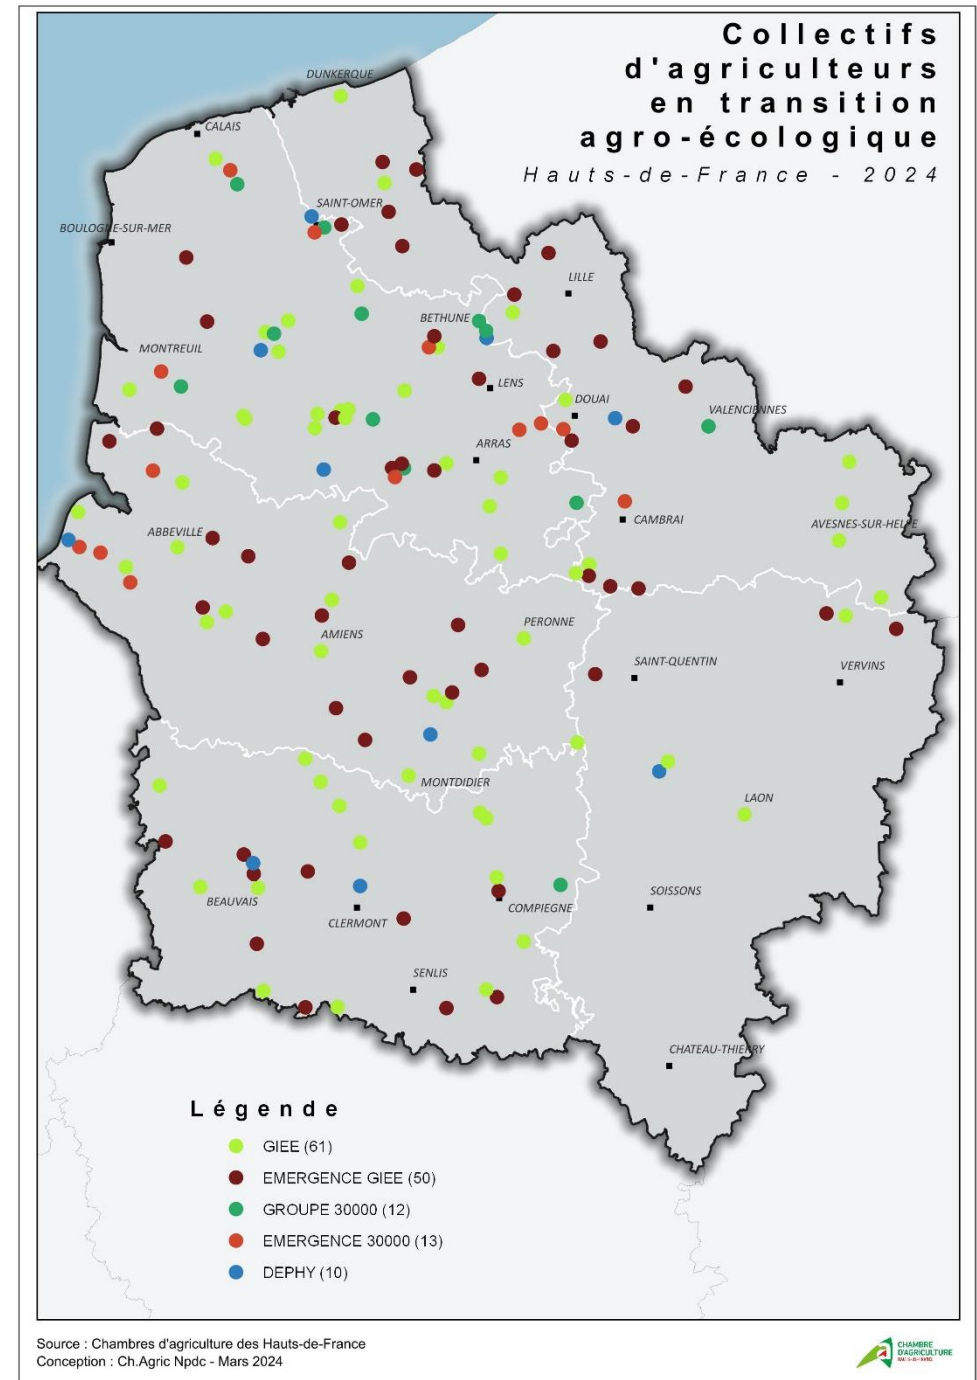 Collectifs
d'agriculteurs
en transition
agro-écologique
Hauts-de-France - 2024
DUNKERQUE
CALAIS
SAINT-OMER
BOULOGNE-SUR-MER
LILLE
BETHUNE
MONTREUIL
LENS
DOUAI
VALENCIENNES
ARRAS
CAMBRAI
AVESNES-SUR-HELPE
ABBEVILLE
PERONNE
AMIENS
SAINT-QUENTIN
VERVINS
MONTDIDIER
LAON
SOISSONS
BEAUVAIS
COMPIEGNE
CLERMONT
SENLIS
CHATEAU-THIERRY
Légende
GIEE (61)
EMERGENCE GIEE (50)
GROUPE 30000 (12)
EMERGENCE 30000 (13)
DEPHY (10)
Source : Chambres d'agriculture des Hauts-de-France
Conception : Ch.Agric Npdc - Mars 2024
CHAMBRE
D'AGRICULTURE
HAUTS-DE-FRANCE